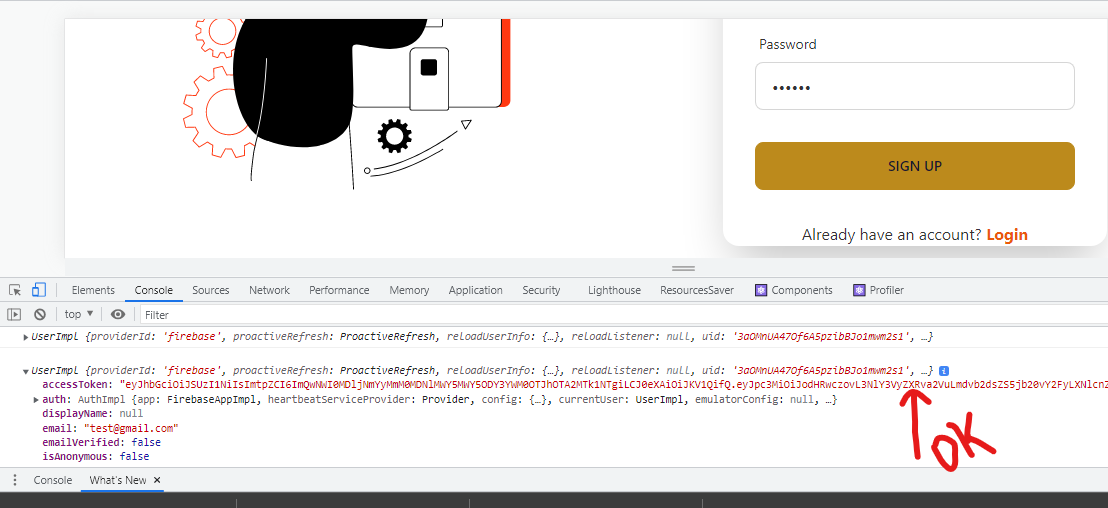 Password
••••••
SIGN UP
Already have an account? Login
Elements Console Sources Network Performance Memory Application Security Lighthouse ResourcesSaver Components Profiler
top ▼ Filter
▶ UserImpl {providerId: 'firebase', proactiveRefresh: ProactiveRefresh, reloadUserInfo: {…}, reloadListener: null, uid: '3aOMnUA47Of6A5pzibBJo1mwm2s1', …}
▼ UserImpl {providerId: 'firebase', proactiveRefresh: ProactiveRefresh, reloadUserInfo: {…}, reloadListener: null, uid: '3aOMnUA47Of6A5pzibBJo1mwm2s1', …} i
accessToken: "eyJhbGciOiJSUzI1NiIsImtpZCI6ImQwNWI0MDljNmYyMmM0MDNlMWY5MWY5ODY3YWM0OTJhOTA2MTk1NTgiLCJ0eXAiOiJKV1QifQ.eyJpc3MiOiJodHRwczovL3NlY3VyZXRva2VuLmdvb2dsZS5jb20vY2FyLXNlcnZ
▶ auth: AuthImpl {app: FirebaseAppImpl, heartbeatServiceProvider: Provider, config: {…}, currentUser: UserImpl, emulatorConfig: null, …}
displayName: null
email: "test@gmail.com"
emailVerified: false
isAnonymous: false
OK
Console What's New ×